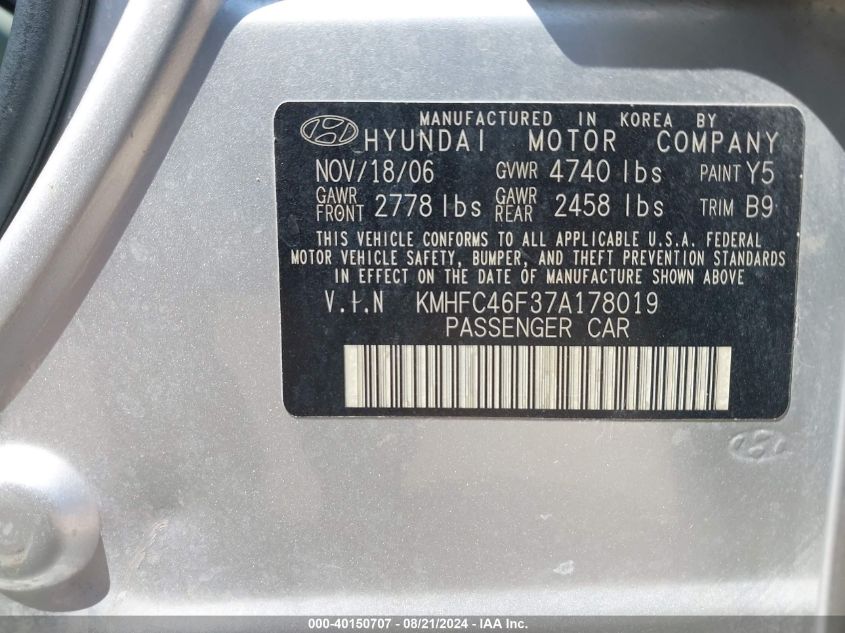 MANUFACTURED IN KOREA BY
HYUNDAI MOTOR COMPANY
NOV/18/06 GVWR 4740 lbs PAINT Y5
GAWR FRONT 2778 lbs GAWR REAR 2458 lbs TRIM B9
THIS VEHICLE CONFORMS TO ALL APPLICABLE U.S.A. FEDERAL
MOTOR VEHICLE SAFETY, BUMPER, AND THEFT PREVENTION STANDARDS
IN EFFECT ON THE DATE OF MANUFACTURE SHOWN ABOVE
V.I.N KMHFC46F37A178019
PASSENGER CAR
000-40150707 - 08/21/2024 - IAA Inc.